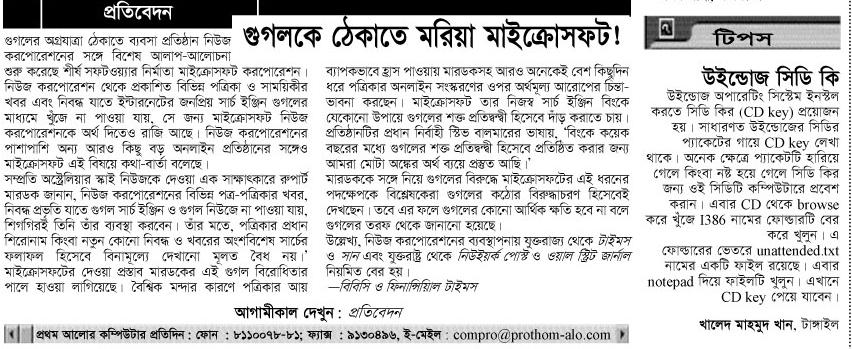 প্রতিবেদন
গুগলকে ঠেকাতে মরিয়া মাইক্রোসফট!
গুগলের অগ্রযাত্রা ঠেকাতে ব্যবসা প্রতিষ্ঠান নিউজ
করপোরেশনের সঙ্গে বিশেষ আলাপ-আলোচনা
শুরু করেছে শীর্ষ সফটওয়্যার নির্মাতা মাইক্রোসফট করপোরেশন।
নিউজ করপোরেশন থেকে প্রকাশিত বিভিন্ন পত্রিকা ও সাময়িকীর
খবর এবং নিবন্ধ যাতে ইন্টারনেটের জনপ্রিয় সার্চ ইঞ্জিন গুগলের
মাধ্যমে খুঁজে না পাওয়া যায়, সে জন্য মাইক্রোসফট নিউজ
করপোরেশনকে অর্থ দিতেও রাজি আছে। নিউজ করপোরেশনের
পাশাপাশি অন্য আরও কিছু বড় অনলাইন প্রতিষ্ঠানের সঙ্গেও
মাইক্রোসফট এই বিষয়ে কথা-বার্তা বলেছে।
সম্প্রতি অস্ট্রেলিয়ার স্কাই নিউজকে দেওয়া এক সাক্ষাৎকারে রুপার্ট
মারডক জানান, নিউজ করপোরেশনের বিভিন্ন পত্র-পত্রিকার খবর,
নিবন্ধ প্রভৃতি যাতে গুগল সার্চ ইঞ্জিন ও গুগল নিউজে না পাওয়া যায়,
শিগগিরই তিনি তাঁর ব্যবস্থা করবেন। তাঁর মতে, পত্রিকার প্রধান
শিরোনাম কিংবা নতুন কোনো নিবন্ধ ও খবরের অংশবিশেষ সার্চের
ফলাফল হিসেবে বিনামূল্যে দেখানো মূলত বৈধ নয়।'
মাইক্রোসফটের দেওয়া প্রস্তাব মারডকের এই গুগল বিরোধিতার
পালে হাওয়া লাগিয়েছে। বৈশ্বিক মন্দার কারণে পত্রিকার আয়
ব্যাপকভাবে হ্রাস পাওয়ায় মারডকসহ আরও অনেকেই বেশ কিছুদিন
ধরে পত্রিকার অনলাইন সংস্করণের ওপর অর্থমূল্য আরোপের চিন্তা-
ভাবনা করছেন। মাইক্রোসফট তার নিজস্ব সার্চ ইঞ্জিন বিংকে
যেকোনো উপায়ে গুগলের শক্ত প্রতিদ্বন্দ্বী হিসেবে দাঁড় করাতে চায়।
প্রতিষ্ঠানটির প্রধান নির্বাহী স্টিভ বালমারের ভাষায়, 'বিংকে কয়েক
বছরের মধ্যে গুগলের শক্ত প্রতিদ্বন্দ্বী হিসেবে প্রতিষ্ঠিত করার জন্য
আমরা মোটা অঙ্কের অর্থ ব্যয়ে প্রস্তুত আছি।'
মারডককে সঙ্গে নিয়ে গুগলের বিরুদ্ধে মাইক্রোসফটের এই ধরনের
পদক্ষেপকে বিশ্লেষকেরা গুগলের কঠোর বিরুদ্ধাচরণ হিসেবেই
দেখছেন। তবে এর ফলে গুগলের কোনো আর্থিক ক্ষতি হবে না বলে
গুগলের তরফ থেকে জানানো হয়েছে।
উল্লেখ্য, নিউজ করপোরেশনের ব্যবস্থাপনায় যুক্তরাজ্য থেকে টাইমস
ও সান এবং যুক্তরাষ্ট্র থেকে নিউইয়র্ক পোস্ট ও ওয়াল স্ট্রিট জার্নাল
নিয়মিত বের হয়।
—বিবিসি ও ফিনান্সিয়াল টাইমস
আগামীকাল দেখুন : প্রতিবেদন
প্রথম আলোর কম্পিউটার প্রতিদিন : ফোন : ৮১১০০৭৮-৮১; ফ্যাক্স : ৯১৩০৪৯৬, ই-মেইল : compro@prothom-alo.com
টিপস
উইন্ডোজ সিডি কি
উইন্ডোজ অপারেটিং সিস্টেম ইনস্টল
করতে সিডি কির (CD key) প্রয়োজন
হয়। সাধারণত উইন্ডোজের সিডির
প্যাকেটের গায়ে CD key লেখা
থাকে। অনেক ক্ষেত্রে প্যাকেটটি হারিয়ে
গেলে কিংবা নষ্ট হয়ে গেলে সিডি কির
জন্য ওই সিডিটি কম্পিউটারে প্রবেশ
করান। এবার CD থেকে browse
করে খুঁজে I386 নামের ফোল্ডারটি বের
করে খুলুন। এ
ফোল্ডারের ভেতরে unattended.txt
নামের একটি ফাইল রয়েছে। এবার
notepad দিয়ে ফাইলটি খুলুন। এখানে
CD key পেয়ে যাবেন।
খালেদ মাহমুদ খান, টাঙ্গাইল